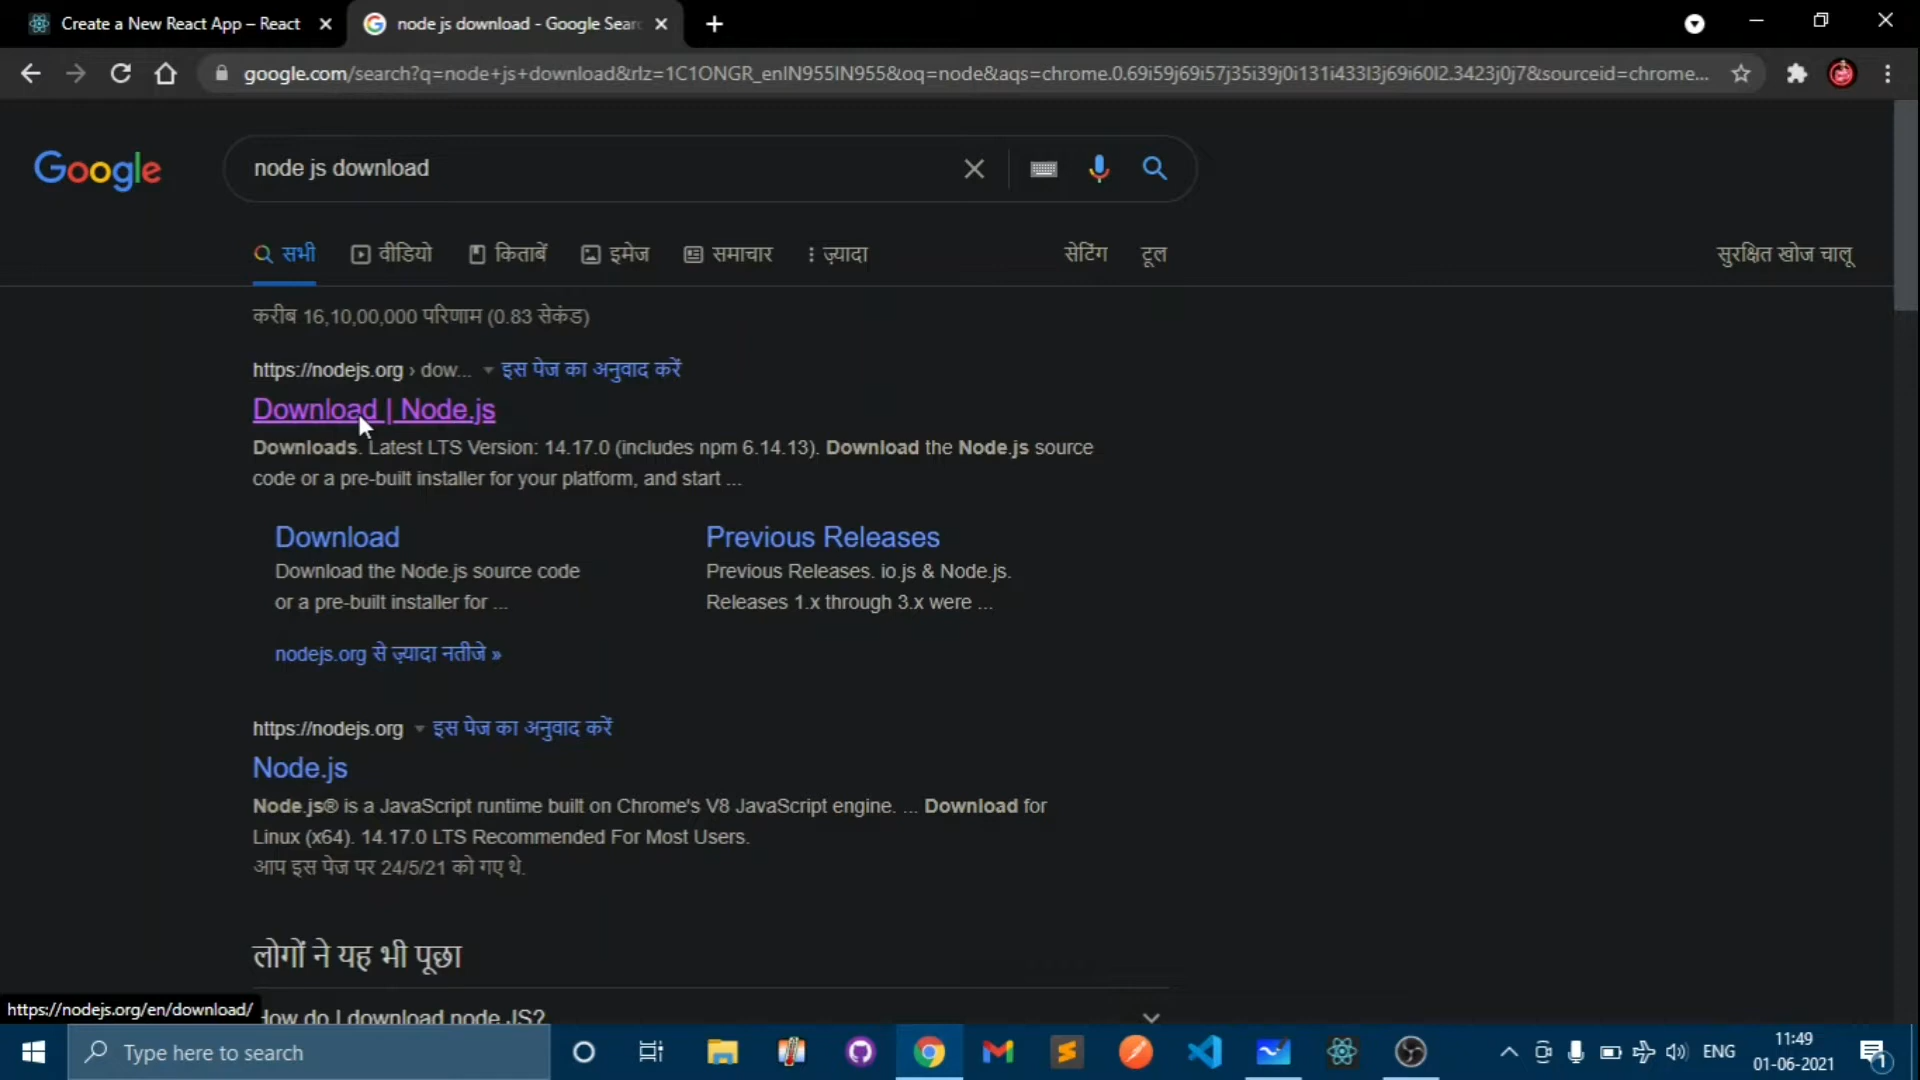 Create a New React App – React
node js download - Google Sear
google.com/search?q=node+js+download&rlz=1C1ONGR_enIN955IN955&oq=node&aqs=chrome.0.69i59j69i57j35i39j0i131i433l3j69i60l2.3423j0j7&sourceid=chrome...
Google
node js download
सभी
वीडियो
किताबें
इमेज
समाचार
ज़्यादा
सेटिंग
टूल
सुरक्षित खोज चालू
करीब 16,10,00,000 परिणाम (0.83 सेकंड)
https://nodejs.org › dow... इस पेज का अनुवाद करें
Download | Node.js
Downloads. Latest LTS Version: 14.17.0 (includes npm 6.14.13). Download the Node.js source
code or a pre-built installer for your platform, and start ...
Download
Download the Node.js source code
or a pre-built installer for ...
Previous Releases
Previous Releases. io.js & Node.js.
Releases 1.x through 3.x were ...
nodejs.org से ज़्यादा नतीजे »
https://nodejs.org इस पेज का अनुवाद करें
Node.js
Node.js® is a JavaScript runtime built on Chrome's V8 JavaScript engine. ... Download for
Linux (x64). 14.17.0 LTS Recommended For Most Users.
आप इस पेज पर 24/5/21 को गए थे.
लोगों ने यह भी पूछा
How do I download node JS?
https://nodejs.org/en/download/
Type here to search
ENG
11:49
01-06-2021
1